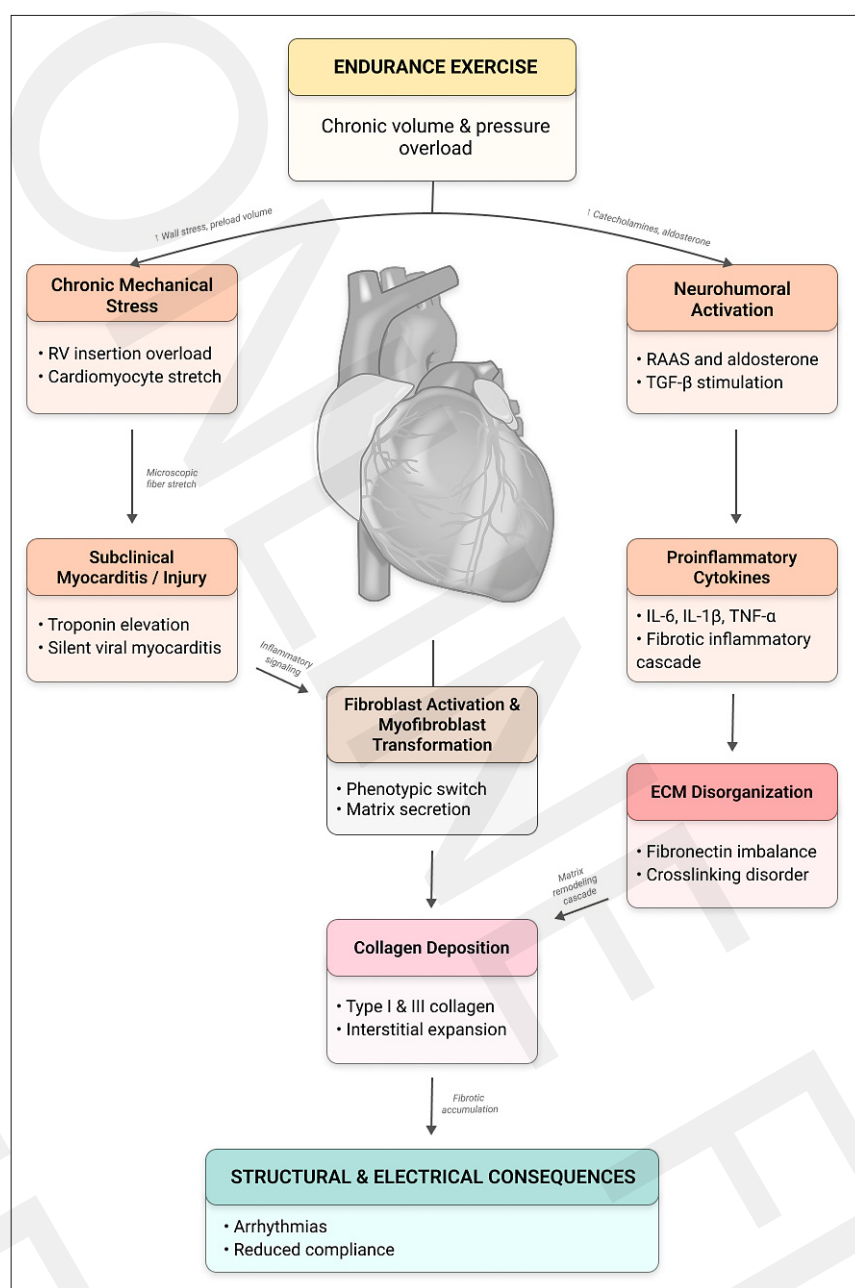 ENDURANCE EXERCISE
Chronic volume & pressure
overload
↑ Wall stress, preload volume
↑ Catecholamines, aldosterone
Chronic Mechanical
Stress
• RV insertion overload
• Cardiomyocyte stretch
Neurohumoral
Activation
• RAAS and aldosterone
• TGF-β stimulation
Microscopic
fiber stretch
Subclinical
Myocarditis / Injury
• Troponin elevation
• Silent viral myocarditis
Proinflammatory
Cytokines
• IL-6, IL-1β, TNF-α
• Fibrotic inflammatory
cascade
Inflammatory
signaling
Fibroblast Activation &
Myofibroblast
Transformation
• Phenotypic switch
• Matrix secretion
ECM Disorganization
• Fibronectin imbalance
• Crosslinking disorder
Matrix
remodeling
cascade
Collagen Deposition
• Type I & III collagen
• Interstitial expansion
Fibrotic
accumulation
STRUCTURAL & ELECTRICAL CONSEQUENCES
• Arrhythmias
• Reduced compliance